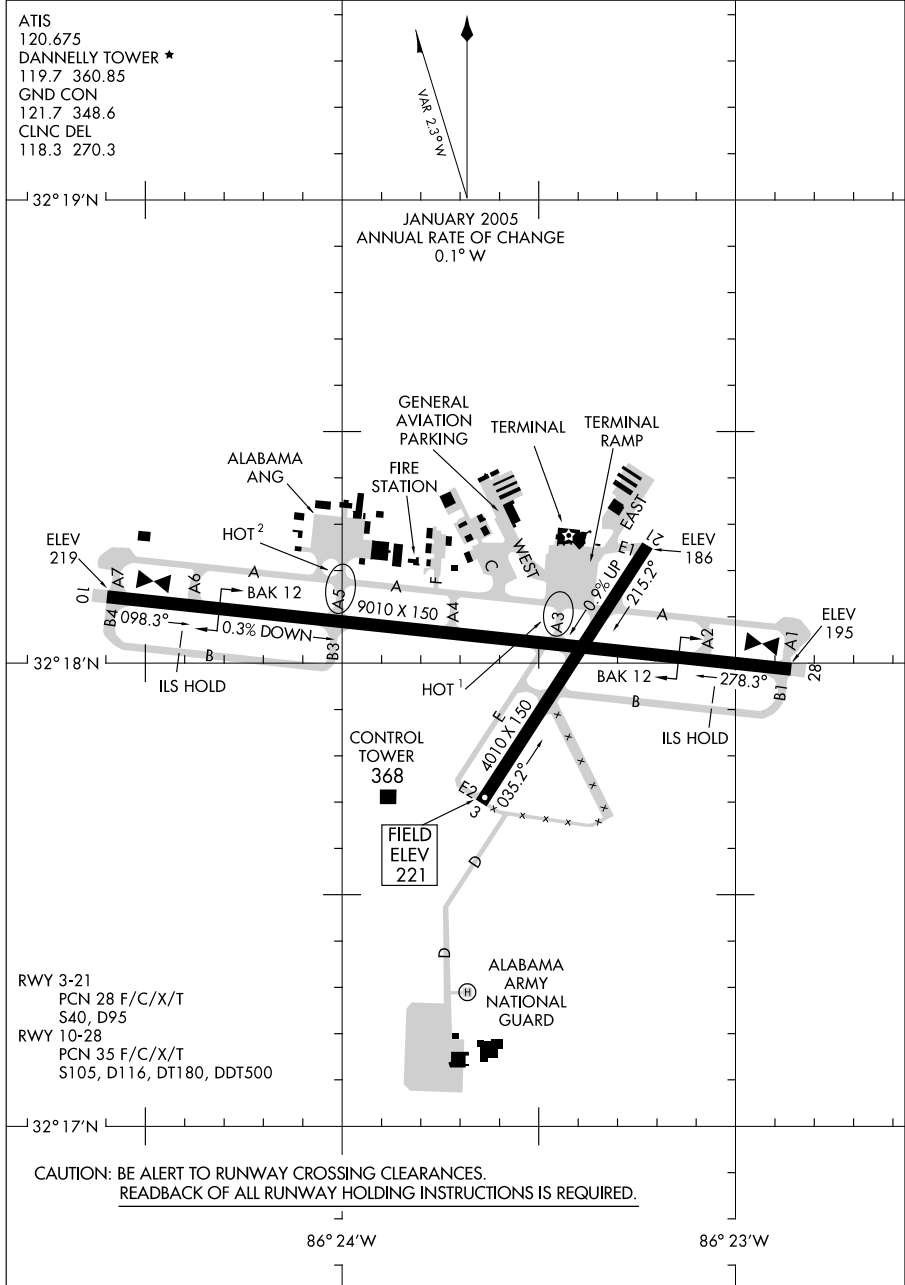 ATIS
120.675
DANNELLY TOWER ★
119.7 360.85
GND CON
121.7 348.6
CLNC DEL
118.3 270.3
VAR 2.3° W
32° 19'N
JANUARY 2005
ANNUAL RATE OF CHANGE
0.1° W
GENERAL
AVIATION
PARKING
TERMINAL
TERMINAL
RAMP
ALABAMA
ANG
FIRE
STATION
HOT 2
EAST
WEST
ELEV
219
ELEV
186
21
E1
A7
A6
A
BAK 12
A5
A
F
C
A4
9010 X 150
A3
0.9% UP
215.2°
A
A2
A1
ELEV
195
10
B4
098.3°
0.3% DOWN
B
B3
32° 18'N
ILS HOLD
HOT 1
BAK 12
278.3°
28
B1
B
ILS HOLD
E
4010 X 150
035.2°
CONTROL
TOWER
368
E2
3
FIELD
ELEV
221
D
D
H
ALABAMA
ARMY
NATIONAL
GUARD
RWY 3-21
PCN 28 F/C/X/T
S40, D95
RWY 10-28
PCN 35 F/C/X/T
S105, D116, DT180, DDT500
32° 17'N
CAUTION: BE ALERT TO RUNWAY CROSSING CLEARANCES.
READBACK OF ALL RUNWAY HOLDING INSTRUCTIONS IS REQUIRED.
86° 24'W
86° 23'W